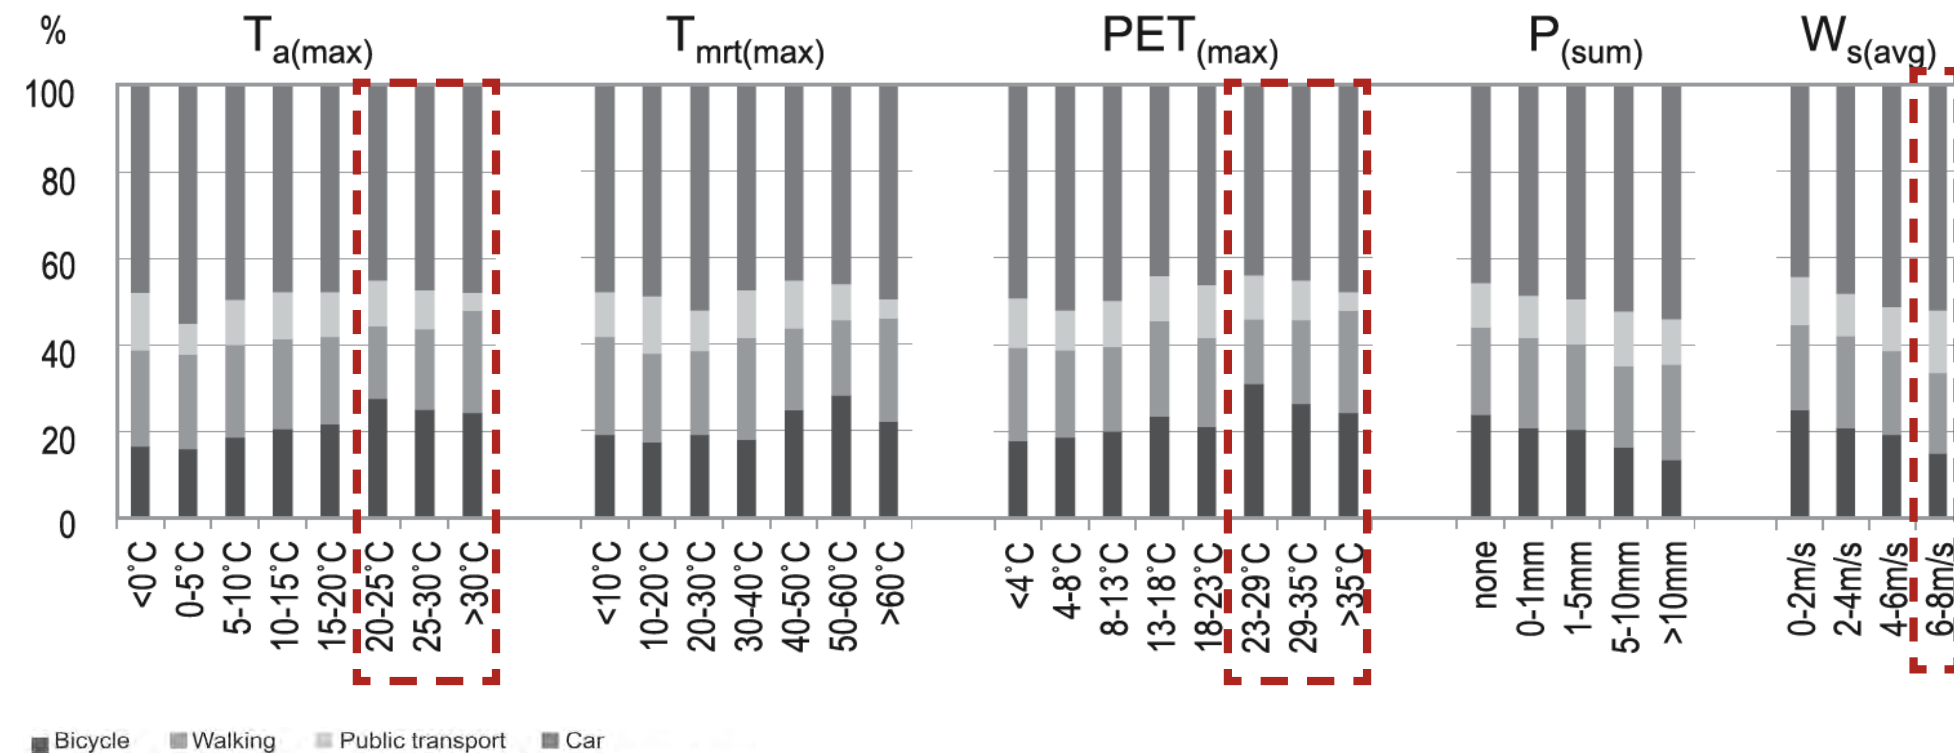 %
T a(max) T mrt(max) PET (max) P (sum) W s(avg)
100
80
60
40
20
0
<0°C 0-5°C 5-10°C 10-15°C 15-20°C 20-25°C 25-30°C >30°C <10°C 10-20°C 20-30°C 30-40°C 40-50°C 50-60°C >60°C <4°C 4-8°C 8-13°C 13-18°C 18-23°C 23-29°C 29-35°C >35°C none 0-1mm 1-5mm 5-10mm >10mm 0-2m/s 2-4m/s 4-6m/s 6-8m/s
Bicycle Walking Public transport Car